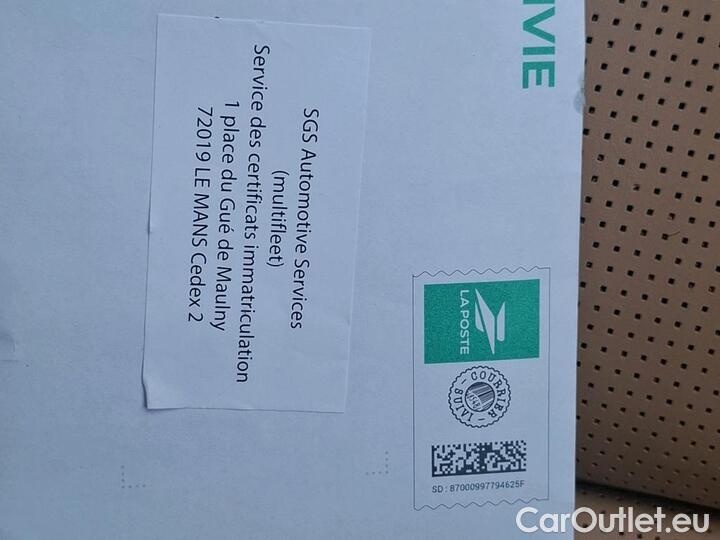 VIE
SGS Automotive Services
(multifleet)
Service des certificats immatriculation
1 place du Gué de Maulny
72019 LE MANS Cedex 2
LA POSTE
COURRIER
SUIVI
SD : 87000997794625F
CarOutlet.eu